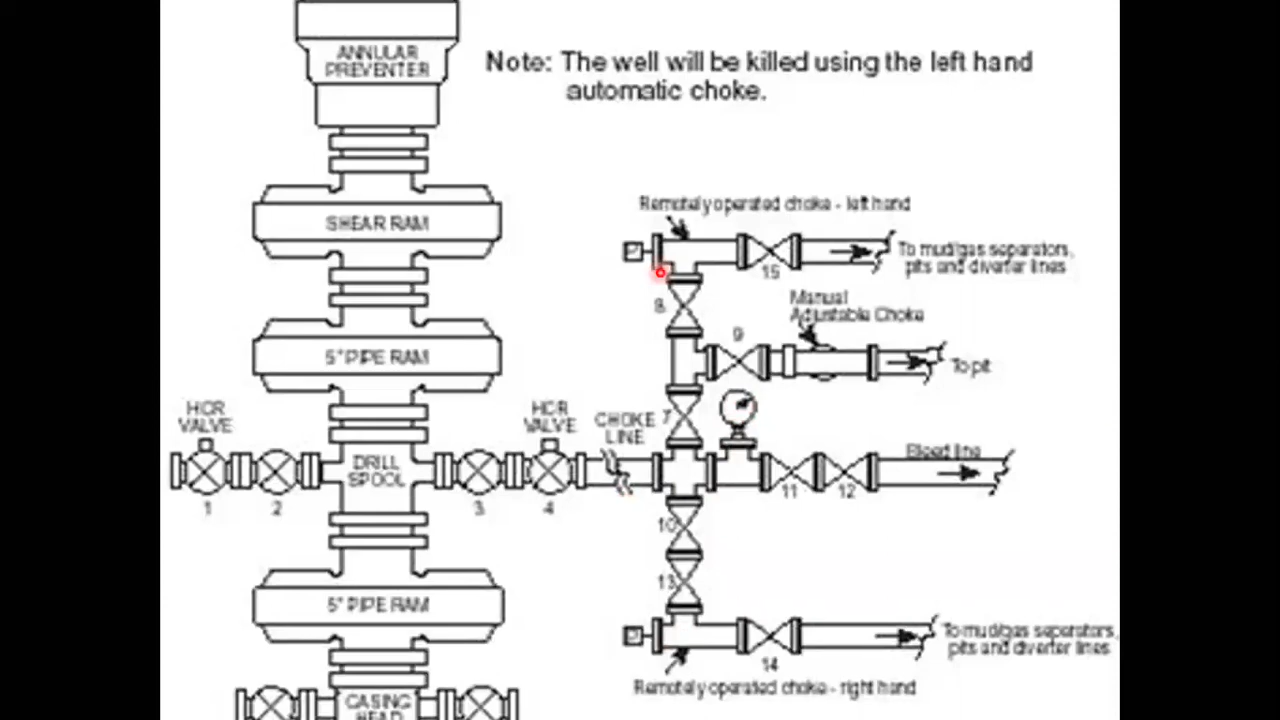 ANNULAR
PREVENTER
Note: The well will be killed using the left hand
automatic choke.
SHEAR RAM
Remotely operated choke - left hand
To mud/gas separators,
pits and diverter lines
15
8
Manual
Adjustable Choke
9
To pit
5" PIPE RAM
HCR
VALVE
HCR
VALVE
CHOKE
LINE
7
DRILL
SPOOL
Bleed line
1
2
3
4
11
12
10
13
5" PIPE RAM
To mud/gas separators,
pits and diverter lines
14
Remotely operated choke - right hand
CASING
HEAD